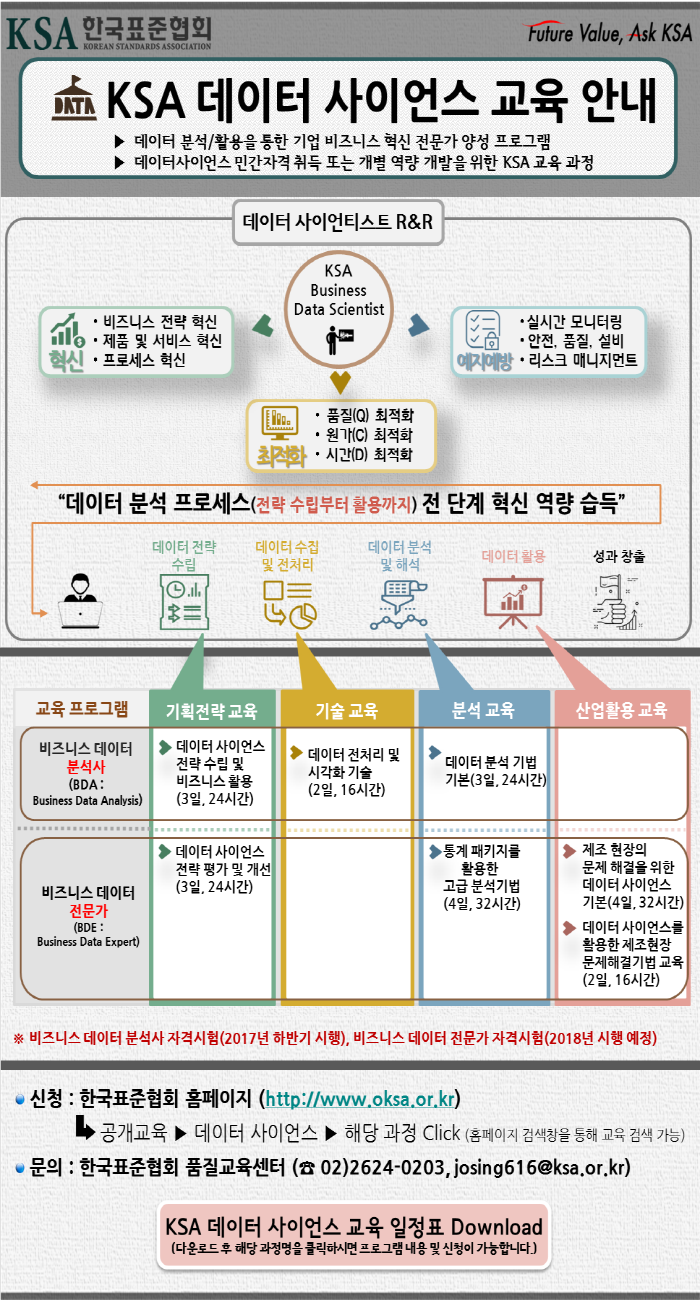 KSA 한국표준협회
KOREAN STANDARDS ASSOCIATION
Future Value, Ask KSA
DATA
KSA 데이터 사이언스 교육 안내
▶ 데이터 분석/활용을 통한 기업 비즈니스 혁신 전문가 양성 프로그램
▶ 데이터사이언스 민간자격 취득 또는 개별 역량 개발을 위한 KSA 교육 과정
데이터 사이언티스트 R&R
KSA
Business
Data Scientist
혁신
• 비즈니스 전략 혁신
• 제품 및 서비스 혁신
• 프로세스 혁신
예지예방
•실시간 모니터링
•안전, 품질, 설비
•리스크 매니지먼트
최적화
• 품질(Q) 최적화
• 원가(C) 최적화
• 시간(D) 최적화
“데이터 분석 프로세스(전략 수립부터 활용까지) 전 단계 혁신 역량 습득”
데이터 전략
수립
데이터 수집
및 전처리
데이터 분석
및 해석
데이터 활용
성과 창출
교육 프로그램
기획전략 교육
기술 교육
분석 교육
산업활용 교육
비즈니스 데이터
분석사
(BDA :
Business Data Analysis)
데이터 사이언스
전략 수립 및
비즈니스 활용
(3일, 24시간)
데이터 전처리 및
시각화 기술
(2일, 16시간)
데이터 분석 기법
기본(3일, 24시간)
비즈니스 데이터
전문가
(BDE :
Business Data Expert)
데이터 사이언스
전략 평가 및 개선
(3일, 24시간)
통계 패키지를
활용한
고급 분석기법
(4일, 32시간)
제조 현장의
문제 해결을 위한
데이터 사이언스
기본(4일, 32시간)
데이터 사이언스를
활용한 제조현장
문제해결기법 교육
(2일, 16시간)
※ 비즈니스 데이터 분석사 자격시험(2017년 하반기 시행), 비즈니스 데이터 전문가 자격시험(2018년 시행 예정)
신청 : 한국표준협회 홈페이지 (http://www.oksa.or.kr)
공개교육 ▶ 데이터 사이언스 ▶ 해당 과정 Click (홈페이지 검색창을 통해 교육 검색 가능)
문의 : 한국표준협회 품질교육센터 (☎ 02)2624-0203, josing616@ksa.or.kr)
KSA 데이터 사이언스 교육 일정표 Download
(다운로드 후 해당 과정명을 클릭하시면 프로그램 내용 및 신청이 가능합니다.)